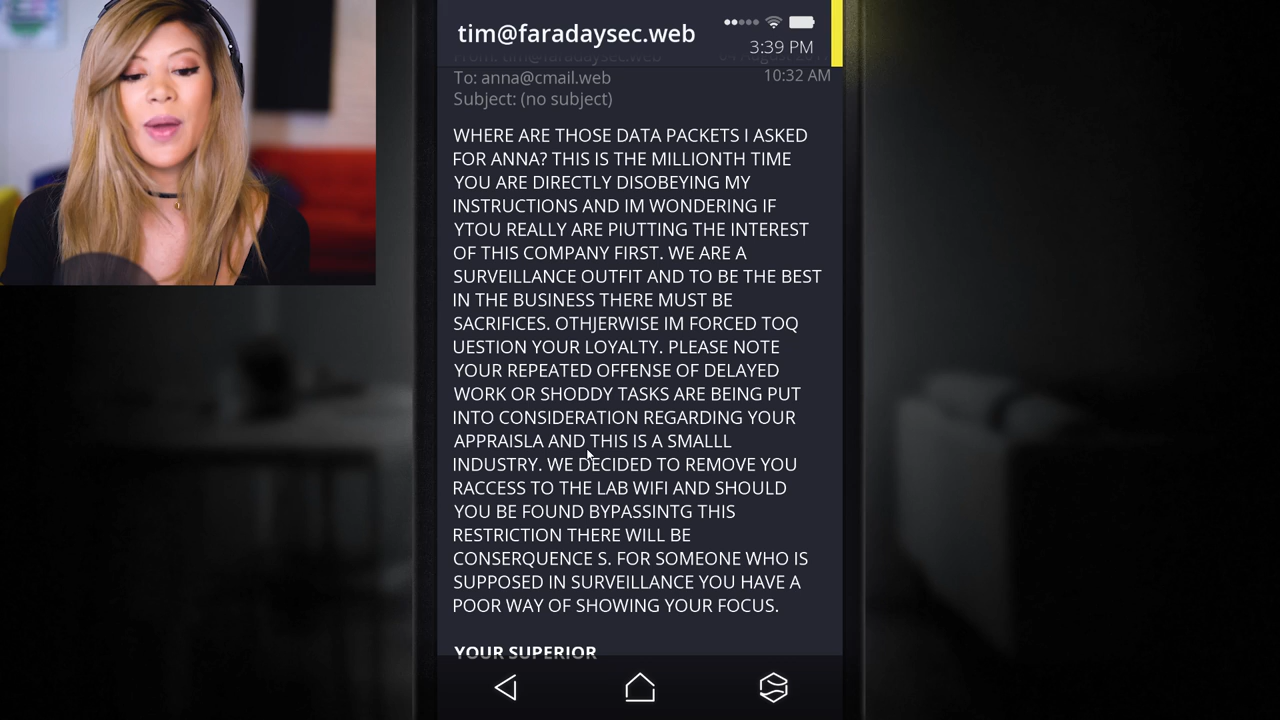 tim@faradaysec.web
3:39 PM
From: tim@faradaysec.web
To: anna@cmail.web
10:32 AM
Subject: (no subject)
WHERE ARE THOSE DATA PACKETS I ASKED
FOR ANNA? THIS IS THE MILLIONTH TIME
YOU ARE DIRECTLY DISOBEYING MY
INSTRUCTIONS AND IM WONDERING IF
YTOU REALLY ARE PIUTTING THE INTEREST
OF THIS COMPANY FIRST. WE ARE A
SURVEILLANCE OUTFIT AND TO BE THE BEST
IN THE BUSINESS THERE MUST BE
SACRIFICES. OTHJERWISE IM FORCED TOQ
UESTION YOUR LOYALTY. PLEASE NOTE
YOUR REPEATED OFFENSE OF DELAYED
WORK OR SHODDY TASKS ARE BEING PUT
INTO CONSIDERATION REGARDING YOUR
APPRAISLA AND THIS IS A SMALLL
INDUSTRY. WE DECIDED TO REMOVE YOU
RACCESS TO THE LAB WIFI AND SHOULD
YOU BE FOUND BYPASSINTG THIS
RESTRICTION THERE WILL BE
CONSERQUENCE S. FOR SOMEONE WHO IS
SUPPOSED IN SURVEILLANCE YOU HAVE A
POOR WAY OF SHOWING YOUR FOCUS.
YOUR SUPERIOR